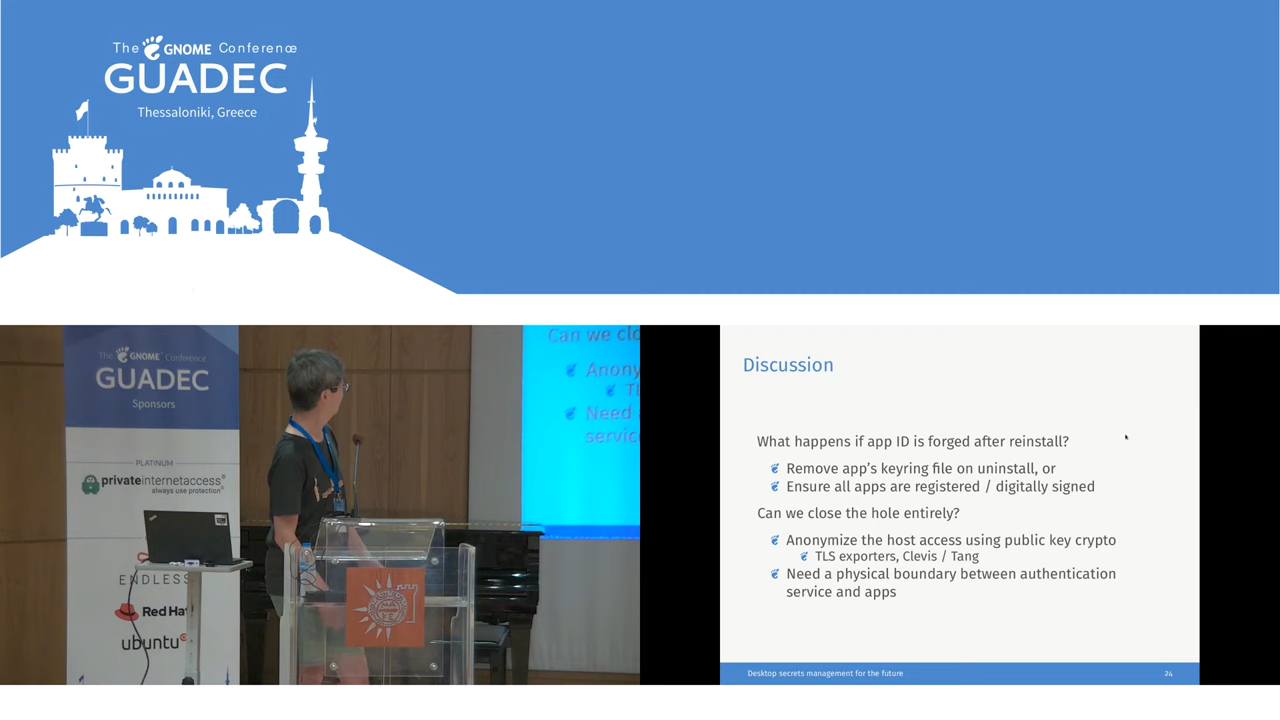 The GNOME Conference
GUADEC
Thessaloniki, Greece
The GNOME Conference
GUADEC
Sponsors
PLATINUM
privateinternetaccess®
always use protection®
ENDLESS
Red Ha
ubuntu®
Can we clo
Anony
TL
Need
servic
Discussion
What happens if app ID is forged after reinstall?
Remove app's keyring file on uninstall, or
Ensure all apps are registered / digitally signed
Can we close the hole entirely?
Anonymize the host access using public key crypto
TLS exporters, Clevis / Tang
Need a physical boundary between authentication
service and apps
Desktop secrets management for the future
24